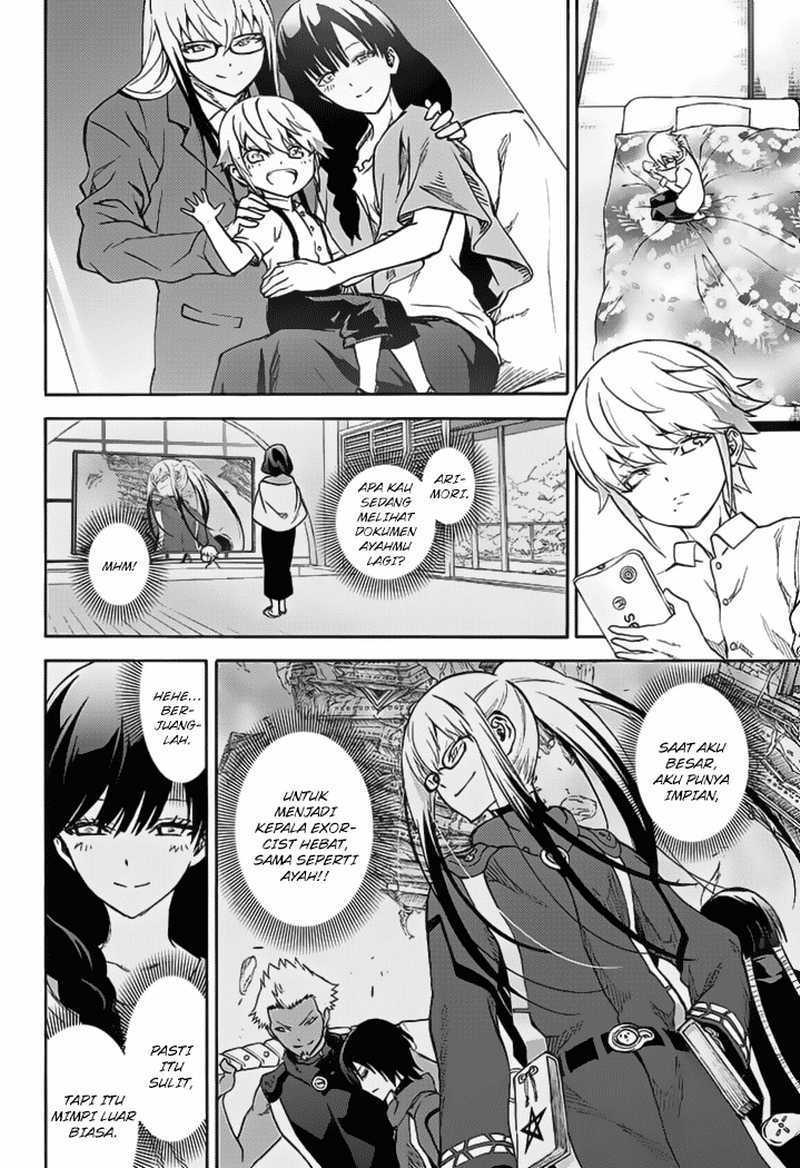 ARI-
MORI.
APA KAU
SEDANG
MELIHAT
DOKUMEN
AYAHMU
LAGI?
MHM!
SAAT AKU
BESAR,
AKU PUNYA
IMPIAN,
UNTUK
MENJADI
KEPALA EXOR-
CIST HEBAT,
SAMA SEPERTI
AYAH!!
HEHE...
BER-
JUANG-
LAH.
PASTI
ITU
SULIT,
TAPI ITU
MIMPI LUAR
BIASA.